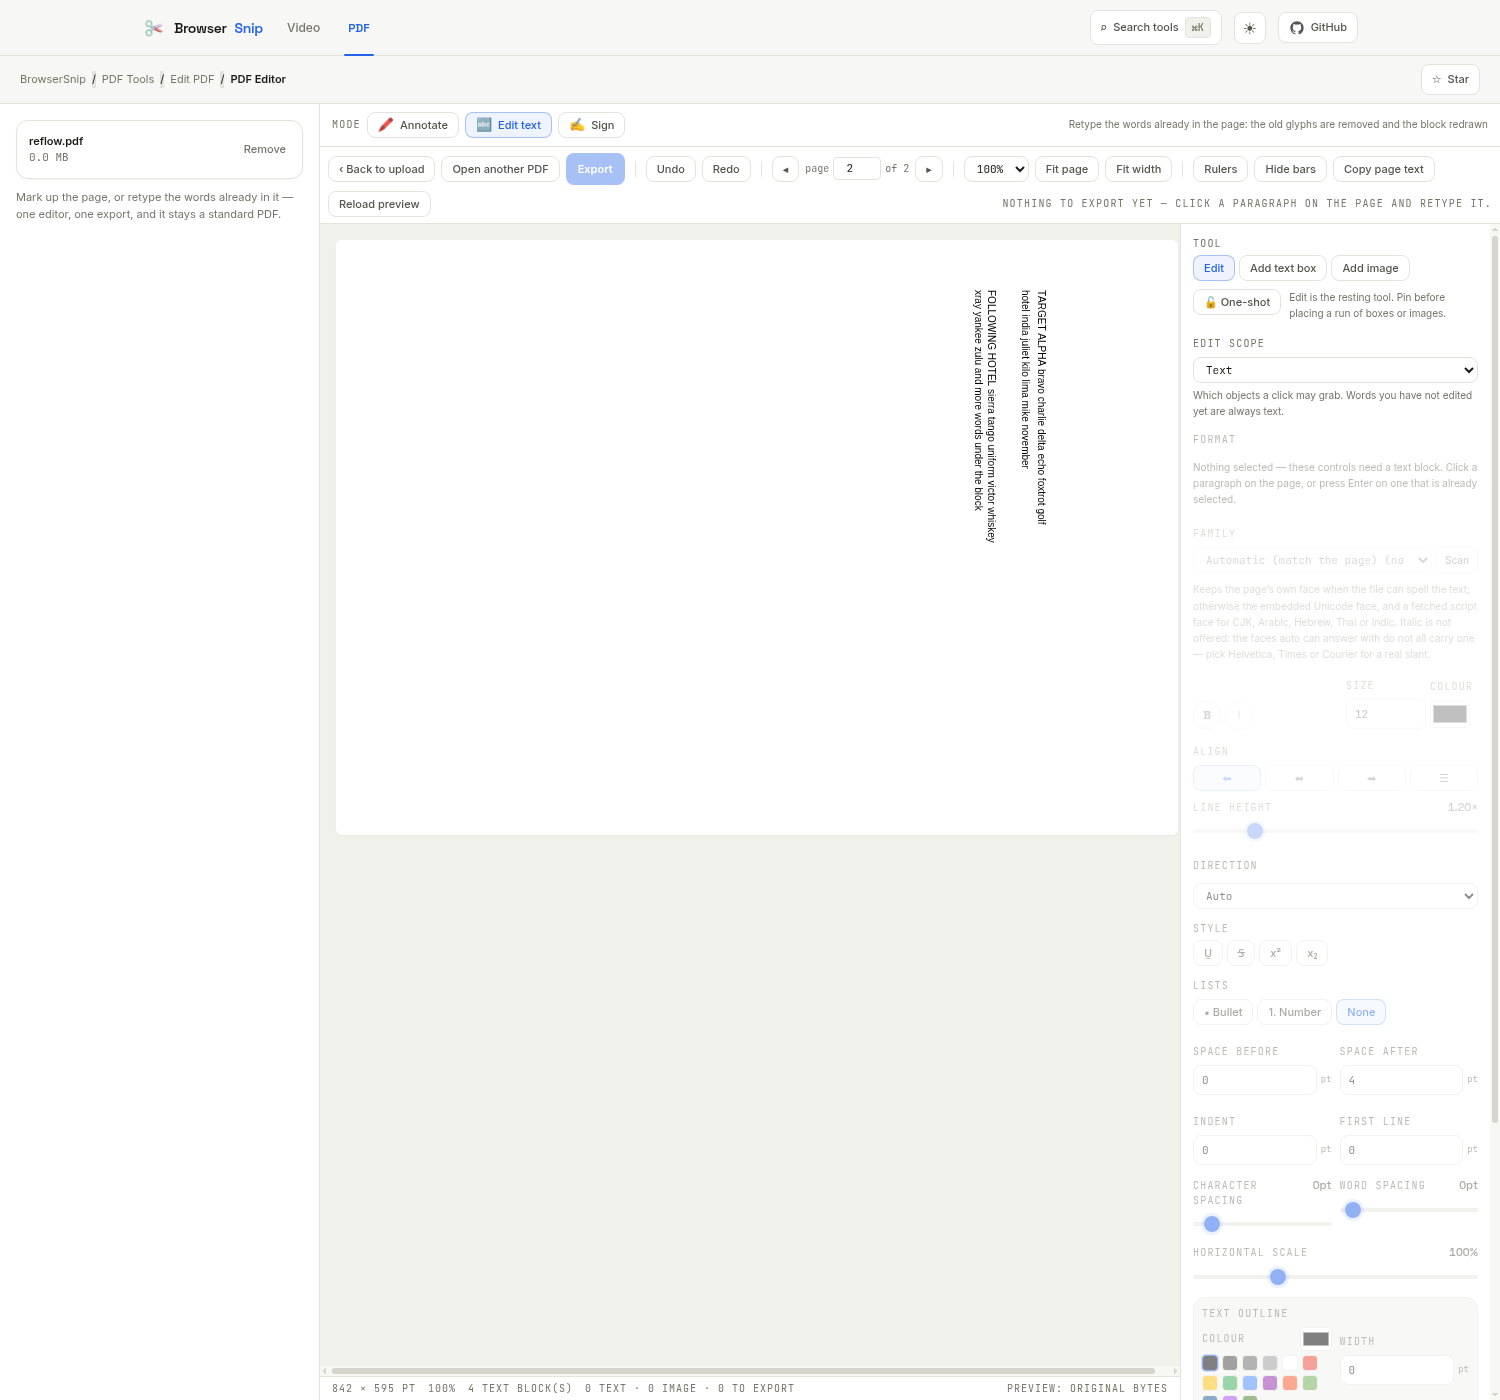 Browser Snip
Video
PDF
Search tools ⌘K
GitHub
BrowserSnip / PDF Tools / Edit PDF / PDF Editor
☆ Star
reflow.pdf
0.0 MB
Remove
Mark up the page, or retype the words already in it —
one editor, one export, and it stays a standard PDF.
MODE
Annotate
Edit text
Sign
Retype the words already in the page: the old glyphs are removed and the block redrawn
‹ Back to upload
Open another PDF
Export
Undo
Redo
◂
page 2 of 2
▸
100%
Fit page
Fit width
Rulers
Hide bars
Copy page text
Reload preview
NOTHING TO EXPORT YET — CLICK A PARAGRAPH ON THE PAGE AND RETYPE IT.
TARGET ALPHA bravo charlie delta echo foxtrot golf
hotel india juliet kilo lima mike november
FOLLOWING HOTEL sierra tango uniform victor whiskey
xray yankee zulu and more words under the block
TOOL
Edit
Add text box
Add image
One-shot
Edit is the resting tool. Pin before
placing a run of boxes or images.
EDIT SCOPE
Text
Which objects a click may grab. Words you have not edited
yet are always text.
FORMAT
Nothing selected — these controls need a text block. Click a
paragraph on the page, or press Enter on one that is already
selected.
FAMILY
Automatic (match the page) (no
Scan
Keeps the page's own face when the file can spell the text;
otherwise the embedded Unicode face, and a fetched script
face for CJK, Arabic, Hebrew, Thai or Indic. Italic is not
offered: the faces auto can answer with do not all carry one
— pick Helvetica, Times or Courier for a real slant.
SIZE
COLOUR
B
I
12
ALIGN
LINE HEIGHT 1.20×
DIRECTION
Auto
STYLE
U
S
x²
x₂
LISTS
• Bullet
1. Number
None
SPACE BEFORE
SPACE AFTER
0 pt
4 pt
INDENT
FIRST LINE
0 pt
0 pt
CHARACTER SPACING 0pt
WORD SPACING 0pt
HORIZONTAL SCALE 100%
TEXT OUTLINE
COLOUR
WIDTH
0 pt
842 × 595 PT 100% 4 TEXT BLOCK(S) 0 TEXT · 0 IMAGE · 0 TO EXPORT
PREVIEW: ORIGINAL BYTES